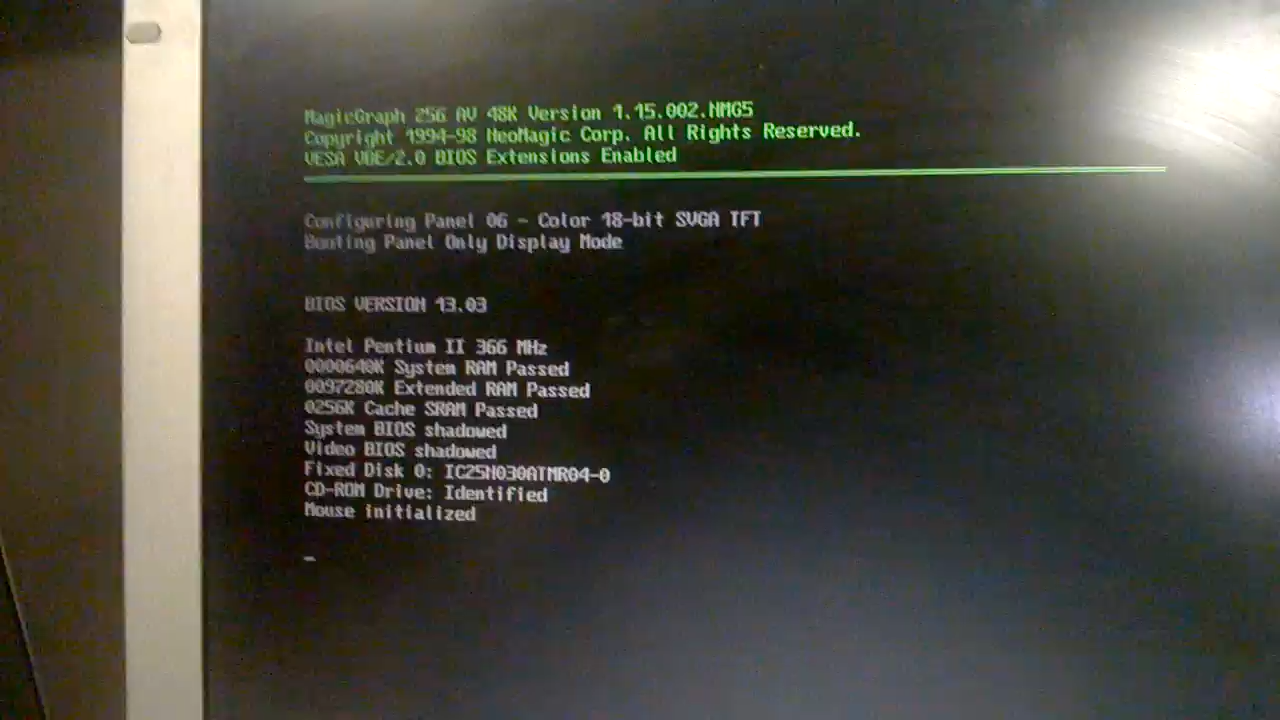 MagicGraph 256 AV 48K Version 1.15.002.NMG5
Copyright 1994-98 NeoMagic Corp. All Rights Reserved.
VESA VBE/2.0 BIOS Extensions Enabled
Configuring Panel 06 - Color 18-bit SVGA TFT
Booting Panel Only Display Mode
BIOS VERSION 13.03
Intel Pentium II 366 MHz
0000640K System RAM Passed
0097280K Extended RAM Passed
0256K Cache SRAM Passed
System BIOS shadowed
Video BIOS shadowed
Fixed Disk 0: IC25N030ATMR04-0
CD-ROM Drive: Identified
Mouse initialized